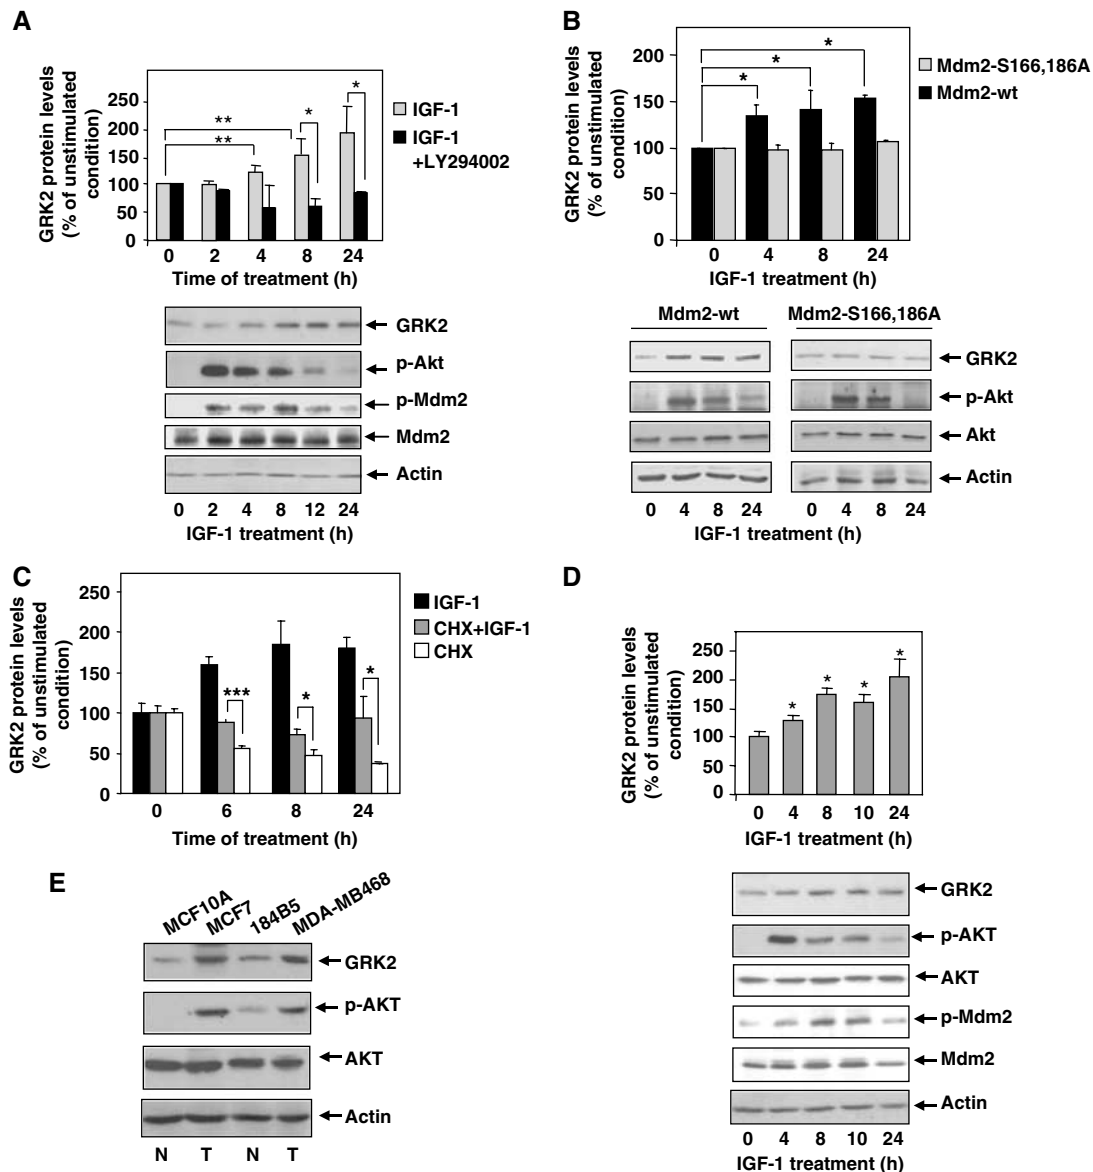 A
GRK2 protein levels
(% of unstimulated
condition)
250
200
150
100
50
0
**
**
*
*
IGF-1
IGF-1
+LY294002
0 2 4 8 24
Time of treatment (h)
GRK2
p-Akt
p-Mdm2
Mdm2
Actin
0 2 4 8 12 24
IGF-1 treatment (h)
B
GRK2 protein levels
(% of unstimulated
condition)
200
150
100
50
0
*
*
*
Mdm2-S166,186A
Mdm2-wt
0 4 8 24
IGF-1 treatment (h)
Mdm2-wt Mdm2-S166,186A
GRK2
p-Akt
Akt
Actin
0 4 8 24 0 4 8 24
IGF-1 treatment (h)
C
GRK2 protein levels
(% of unstimulated
condition)
250
200
150
100
50
0
***
*
*
IGF-1
CHX+IGF-1
CHX
0 6 8 24
Time of treatment (h)
D
GRK2 protein levels
(% of unstimulated
condition)
250
200
150
100
50
0
* * * *
0 4 8 10 24
IGF-1 treatment (h)
GRK2
p-AKT
AKT
p-Mdm2
Mdm2
Actin
0 4 8 10 24
IGF-1 treatment (h)
E
MCF10A
MCF7
184B5
MDA-MB468
GRK2
p-AKT
AKT
Actin
N T N T